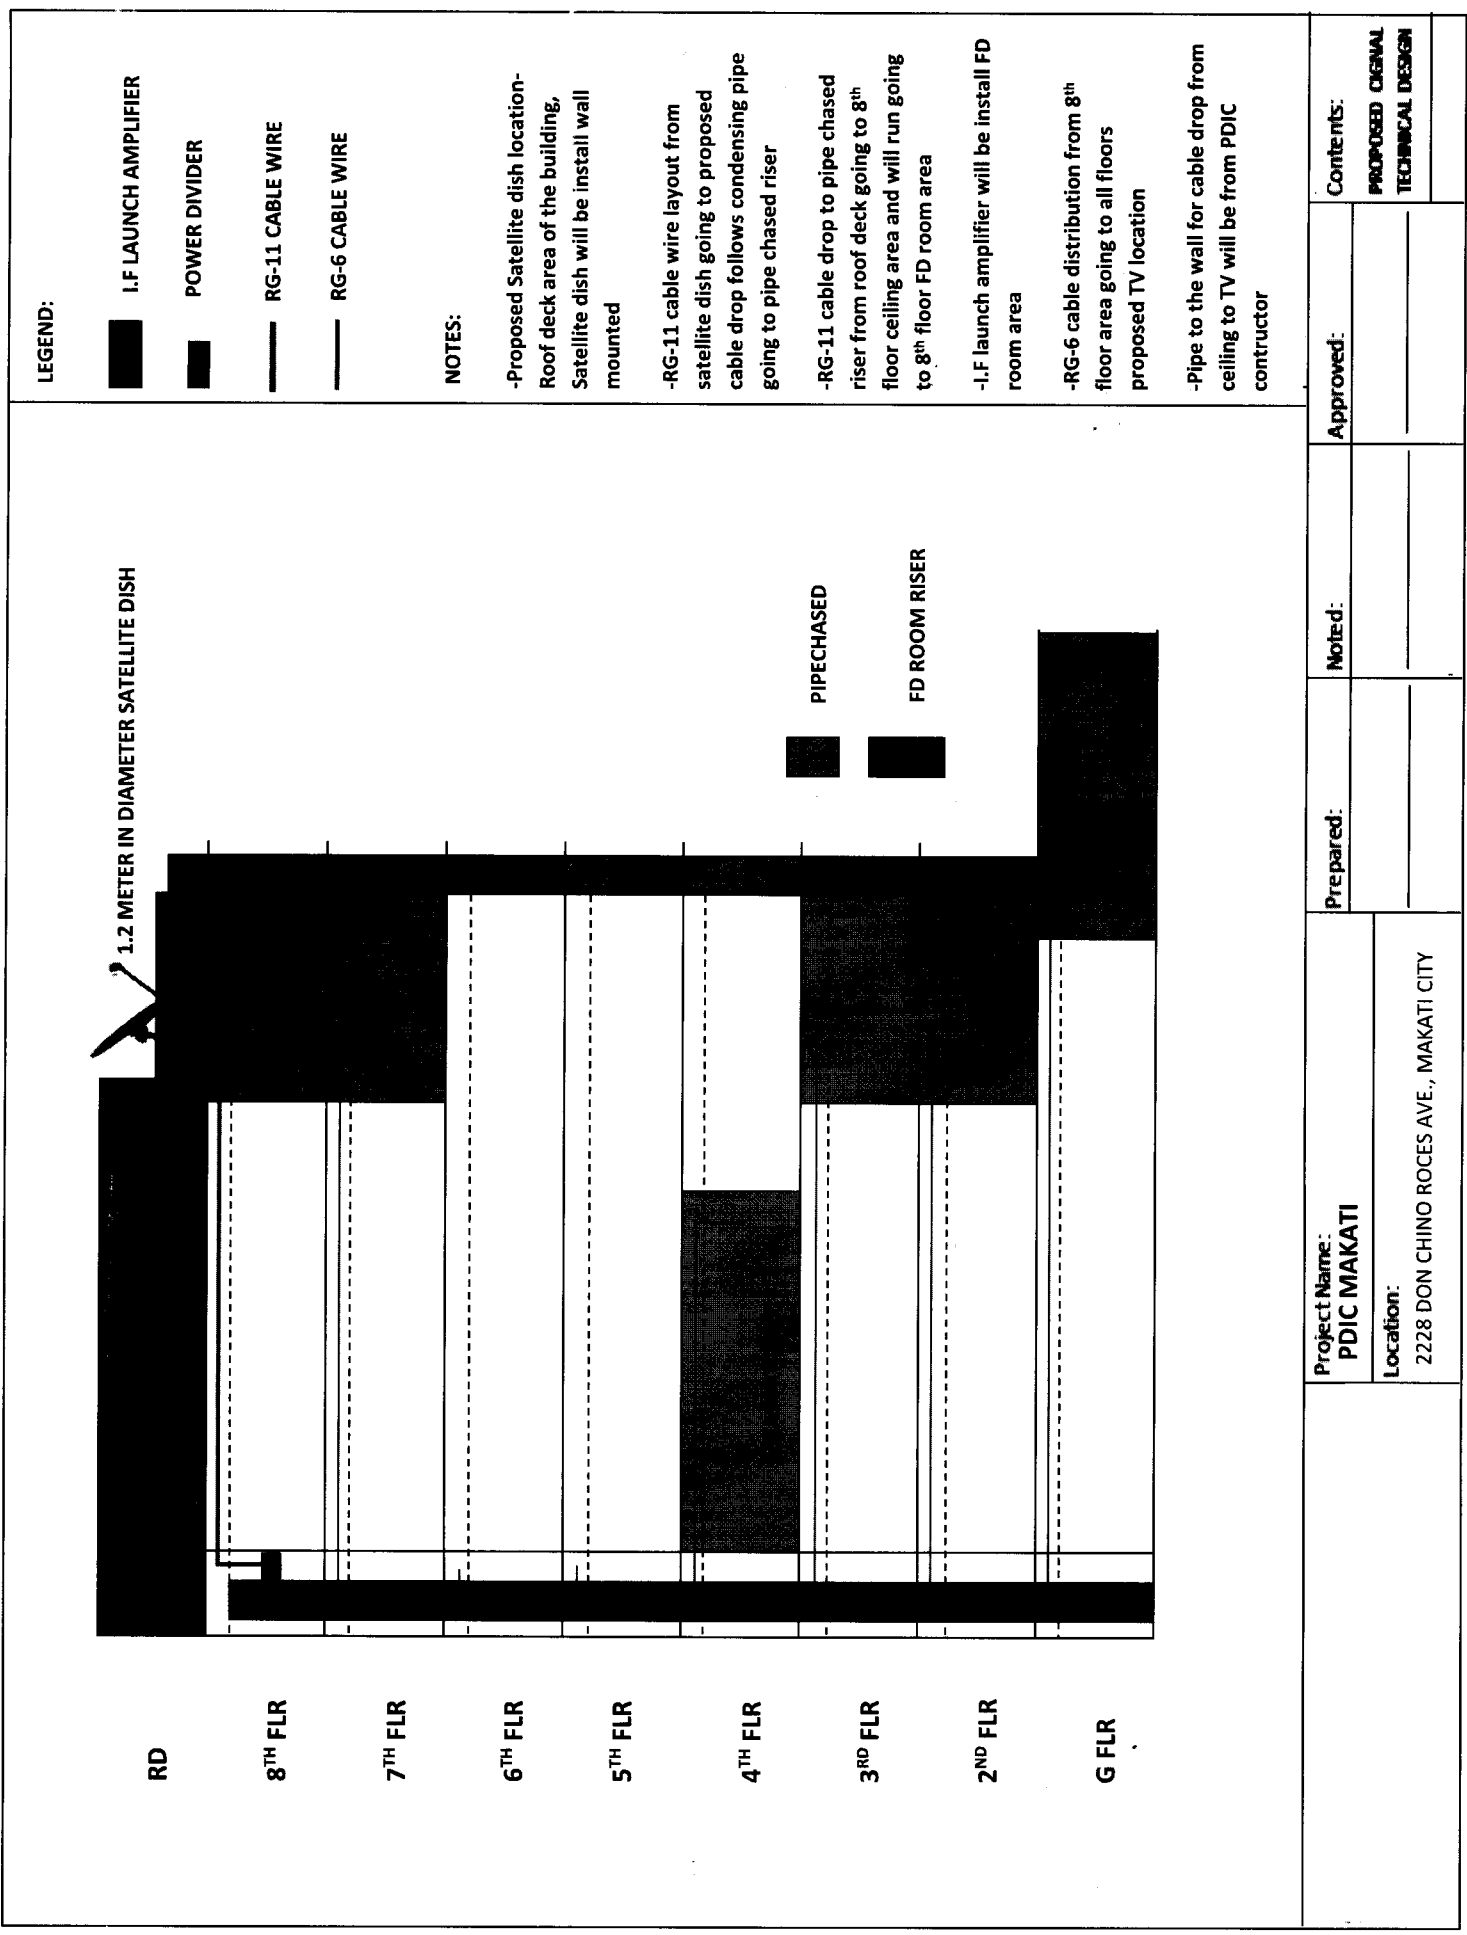 RD
8TH FLR
7TH FLR
6TH FLR
5TH FLR
4TH FLR
3RD FLR
2ND FLR
G FLR
1.2 METER IN DIAMETER SATELLITE DISH
PIPECHASED
FD ROOM RISER
LEGEND:
I.F LAUNCH AMPLIFIER
POWER DIVIDER
RG-11 CABLE WIRE
RG-6 CABLE WIRE
NOTES:
-Proposed Satellite dish location-
Roof deck area of the building,
Satellite dish will be install wall
mounted
-RG-11 cable wire layout from
satellite dish going to proposed
cable drop follows condensing pipe
going to pipe chased riser
-RG-11 cable drop to pipe chased
riser from roof deck going to 8th
floor ceiling area and will run going
to 8th floor FD room area
-I.F launch amplifier will be install FD
room area
-RG-6 cable distribution from 8th
floor area going to all floors
proposed TV location
-Pipe to the wall for cable drop from
ceiling to TV will be from PDIC
contructor
Project Name:
PDIC MAKATI
Location:
2228 DON CHINO ROCES AVE., MAKATI CITY
Prepared:
Noted:
Approved:
Contents:
PROPOSED CIGNAL
TECHNICAL DESIGN